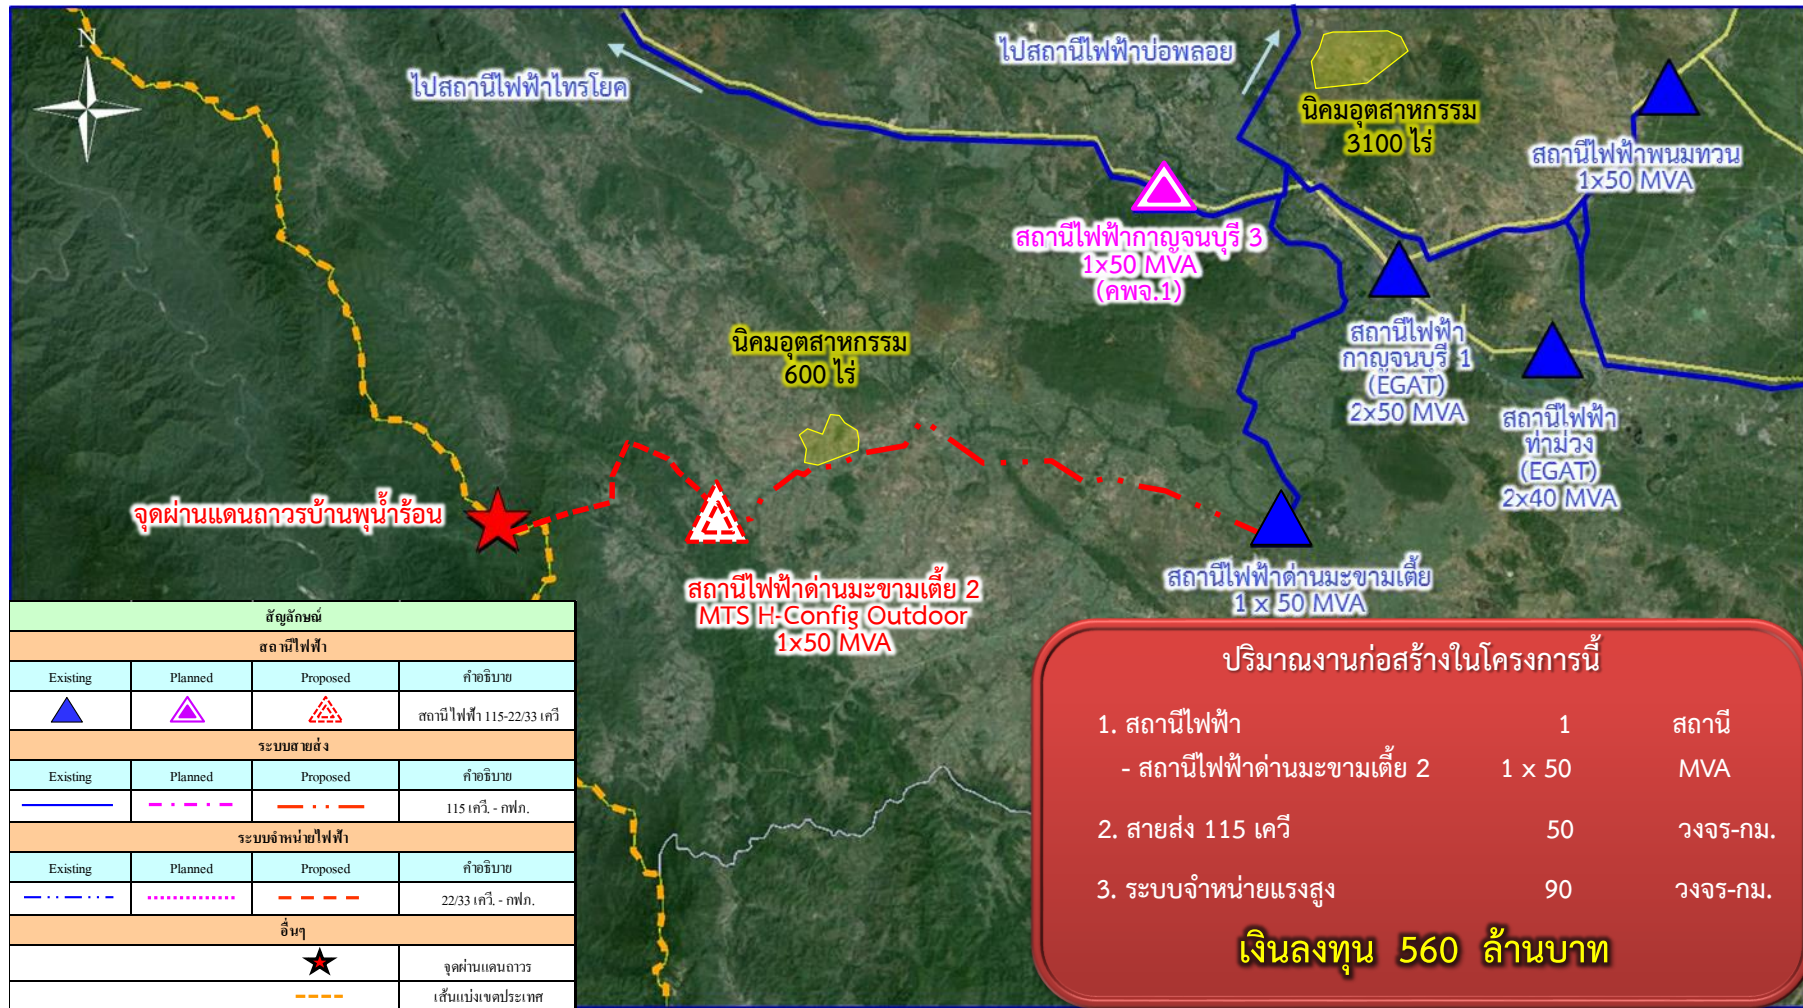 N
ไปสถานีไฟฟ้าไทรโยค
ไปสถานีไฟฟ้าบ่อพลอย
นิคมอุตสาหกรรม
3100 ไร่
สถานีไฟฟ้าพนมทวน
1x50 MVA
สถานีไฟฟ้ากาญจนบุรี 3
1x50 MVA
(คพจ.1)
สถานีไฟฟ้า
กาญจนบุรี 1
(EGAT)
2x50 MVA
สถานีไฟฟ้า
ท่าม่วง
(EGAT)
2x40 MVA
นิคมอุตสาหกรรม
600 ไร่
จุดผ่านแดนถาวรบ้านพุน้ำร้อน
สถานีไฟฟ้าด่านมะขามเตี้ย 2
MTS H-Config Outdoor
1x50 MVA
สถานีไฟฟ้าด่านมะขามเตี้ย
1 x 50 MVA
สัญลักษณ์
สถานีไฟฟ้า
Existing Planned Proposed คำอธิบาย
สถานีไฟฟ้า 115-22/33 เควี
ระบบสายส่ง
Existing Planned Proposed คำอธิบาย
115 เควี. - กฟภ.
ระบบจำหน่ายไฟฟ้า
Existing Planned Proposed คำอธิบาย
22/33 เควี. - กฟภ.
อื่นๆ
จุดผ่านแดนถาวร
เส้นแบ่งเขตประเทศ
ปริมาณงานก่อสร้างในโครงการนี้
1. สถานีไฟฟ้า 1 สถานี
- สถานีไฟฟ้าด่านมะขามเตี้ย 2 1 x 50 MVA
2. สายส่ง 115 เควี 50 วงจร-กม.
3. ระบบจำหน่ายแรงสูง 90 วงจร-กม.
เงินลงทุน 560 ล้านบาท